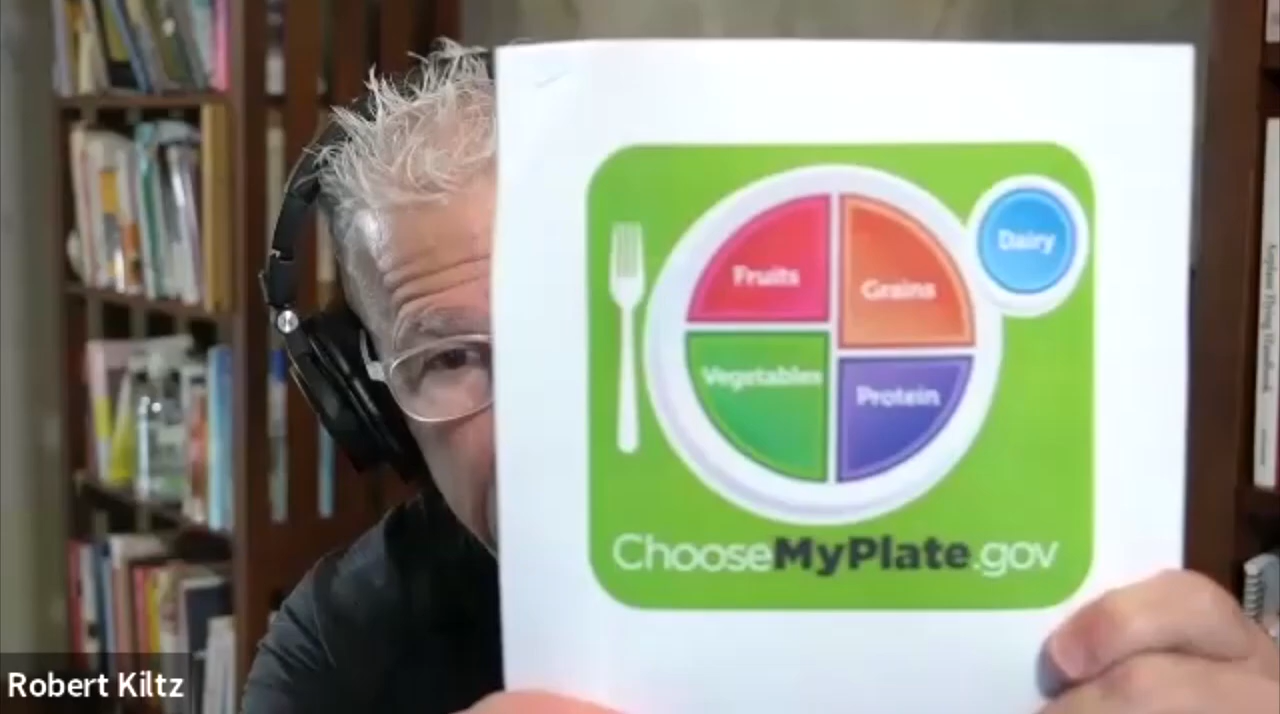 Dairy
Fruits
Grains
Vegetables
Protein
ChooseMyPlate.gov
Robert Kiltz